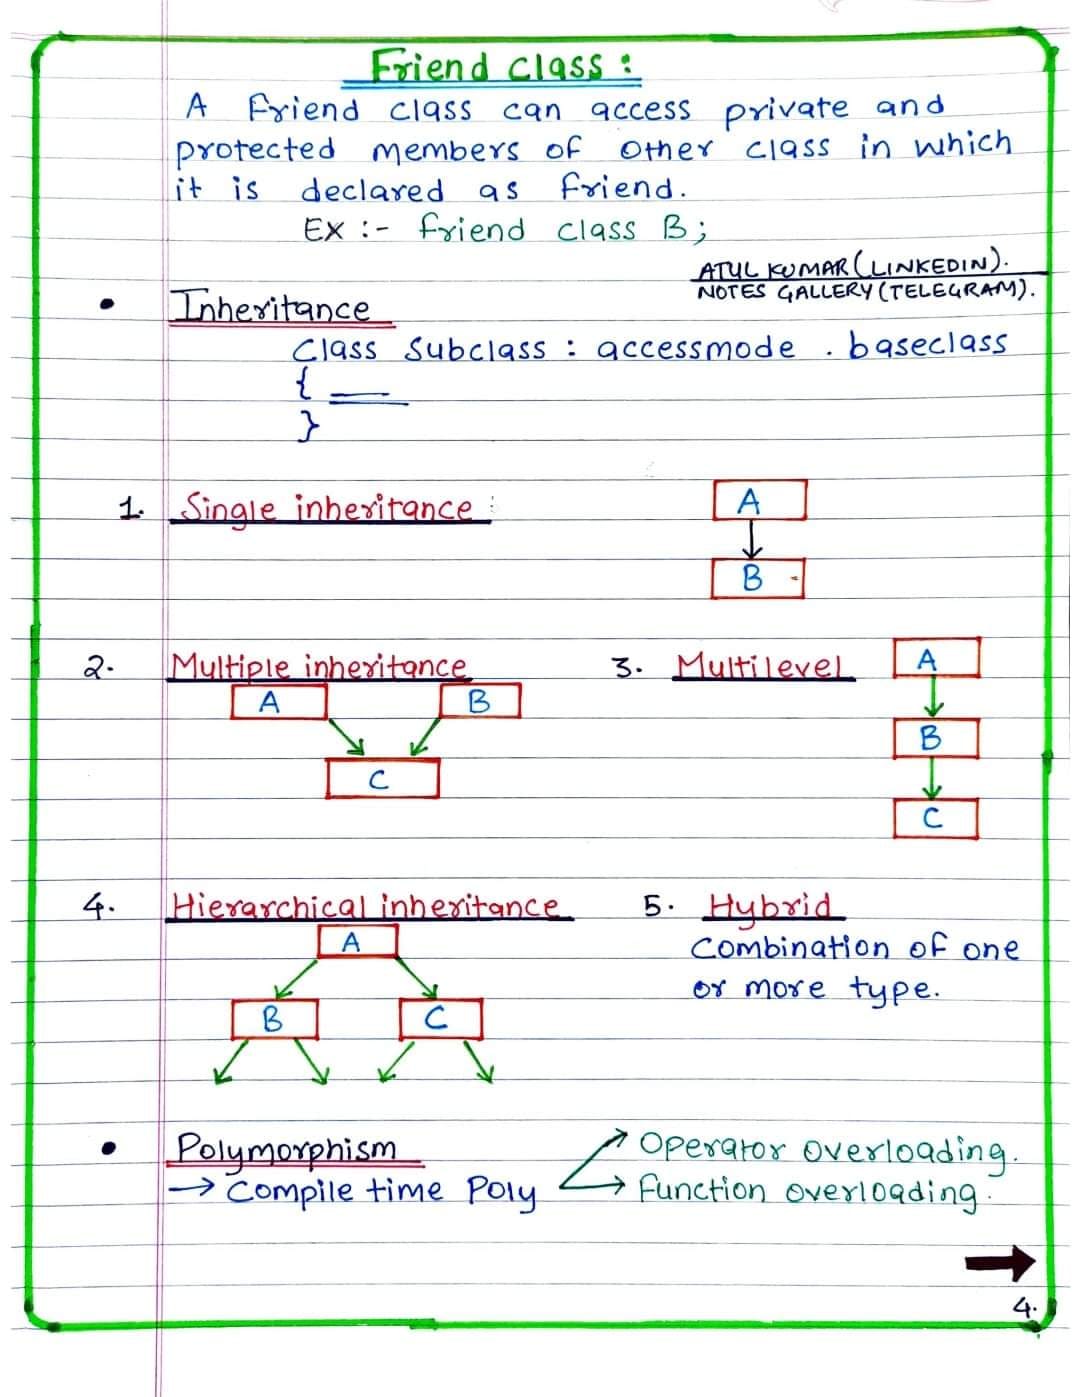 Friend class :
A Friend class can access private and
protected members of other class in which
it is declared as friend.
Ex :- friend class B;
ATUL KUMAR (LINKEDIN).
NOTES GALLERY (TELEGRAM).
• Inheritance
Class Subclass : accessmode . baseclass
{
}
1. Single inheritance :
A
B
2. Multiple inheritance
A B
C
3. Multilevel
A
B
C
4. Hierarchical inheritance
A
B C
5. Hybrid
Combination of one
or more type.
• Polymorphism
→ Compile time Poly
→ Operator overloading.
→ function overloading.
4.